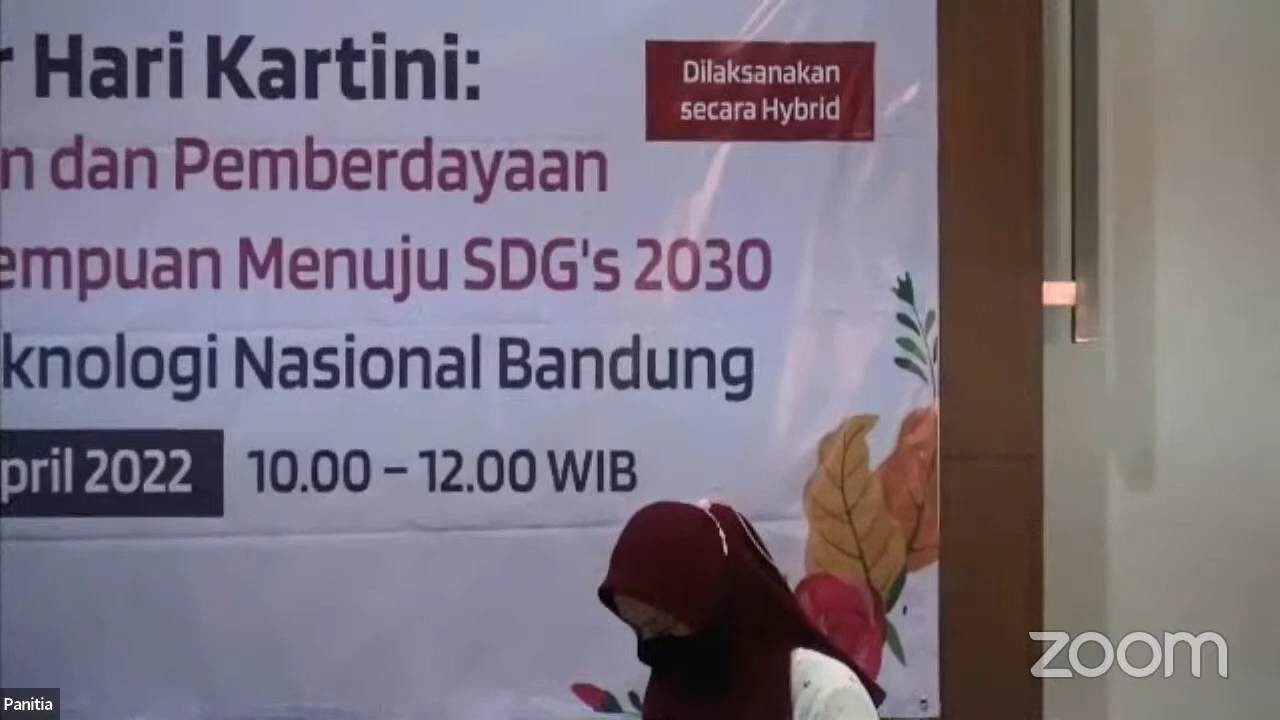 r Hari Kartini:
Dilaksanakan
secara Hybrid
n dan Pemberdayaan
empuan Menuju SDG's 2030
knologi Nasional Bandung
pril 2022 10.00 – 12.00 WIB
zoom
Panitia